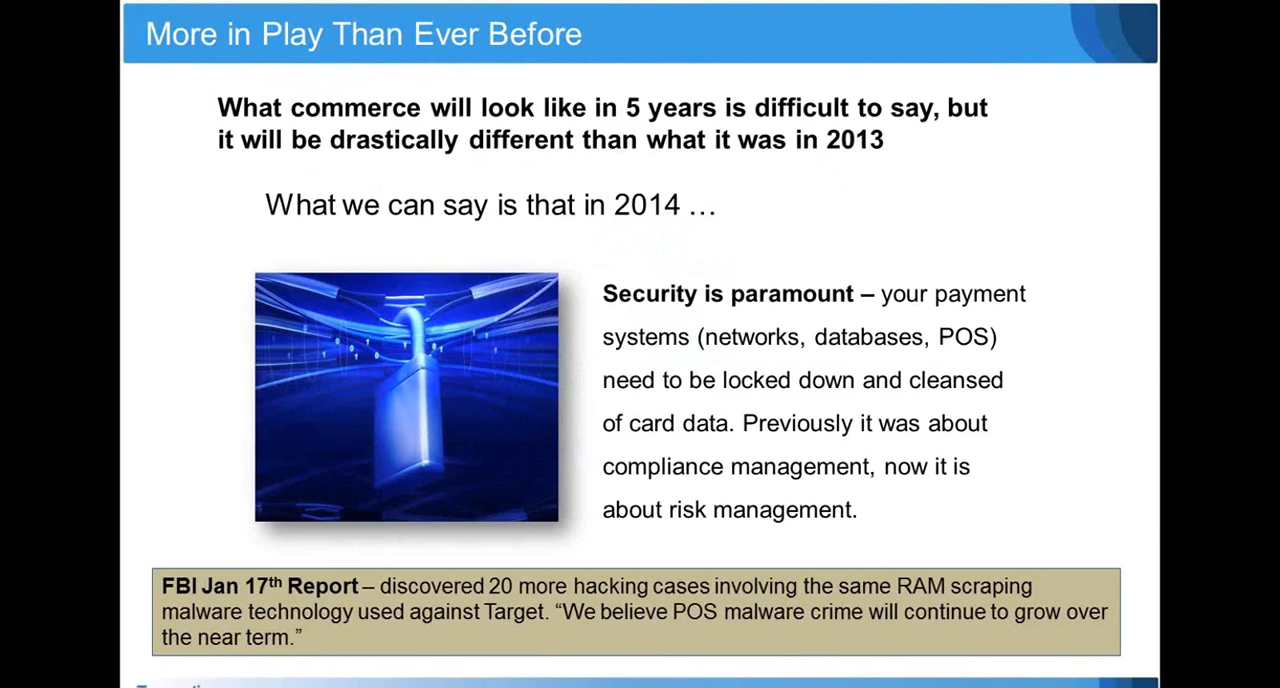 More in Play Than Ever Before
What commerce will look like in 5 years is difficult to say, but
it will be drastically different than what it was in 2013
What we can say is that in 2014 …
Security is paramount – your payment
systems (networks, databases, POS)
need to be locked down and cleansed
of card data. Previously it was about
compliance management, now it is
about risk management.
FBI Jan 17th Report – discovered 20 more hacking cases involving the same RAM scraping
malware technology used against Target. “We believe POS malware crime will continue to grow over
the near term.”